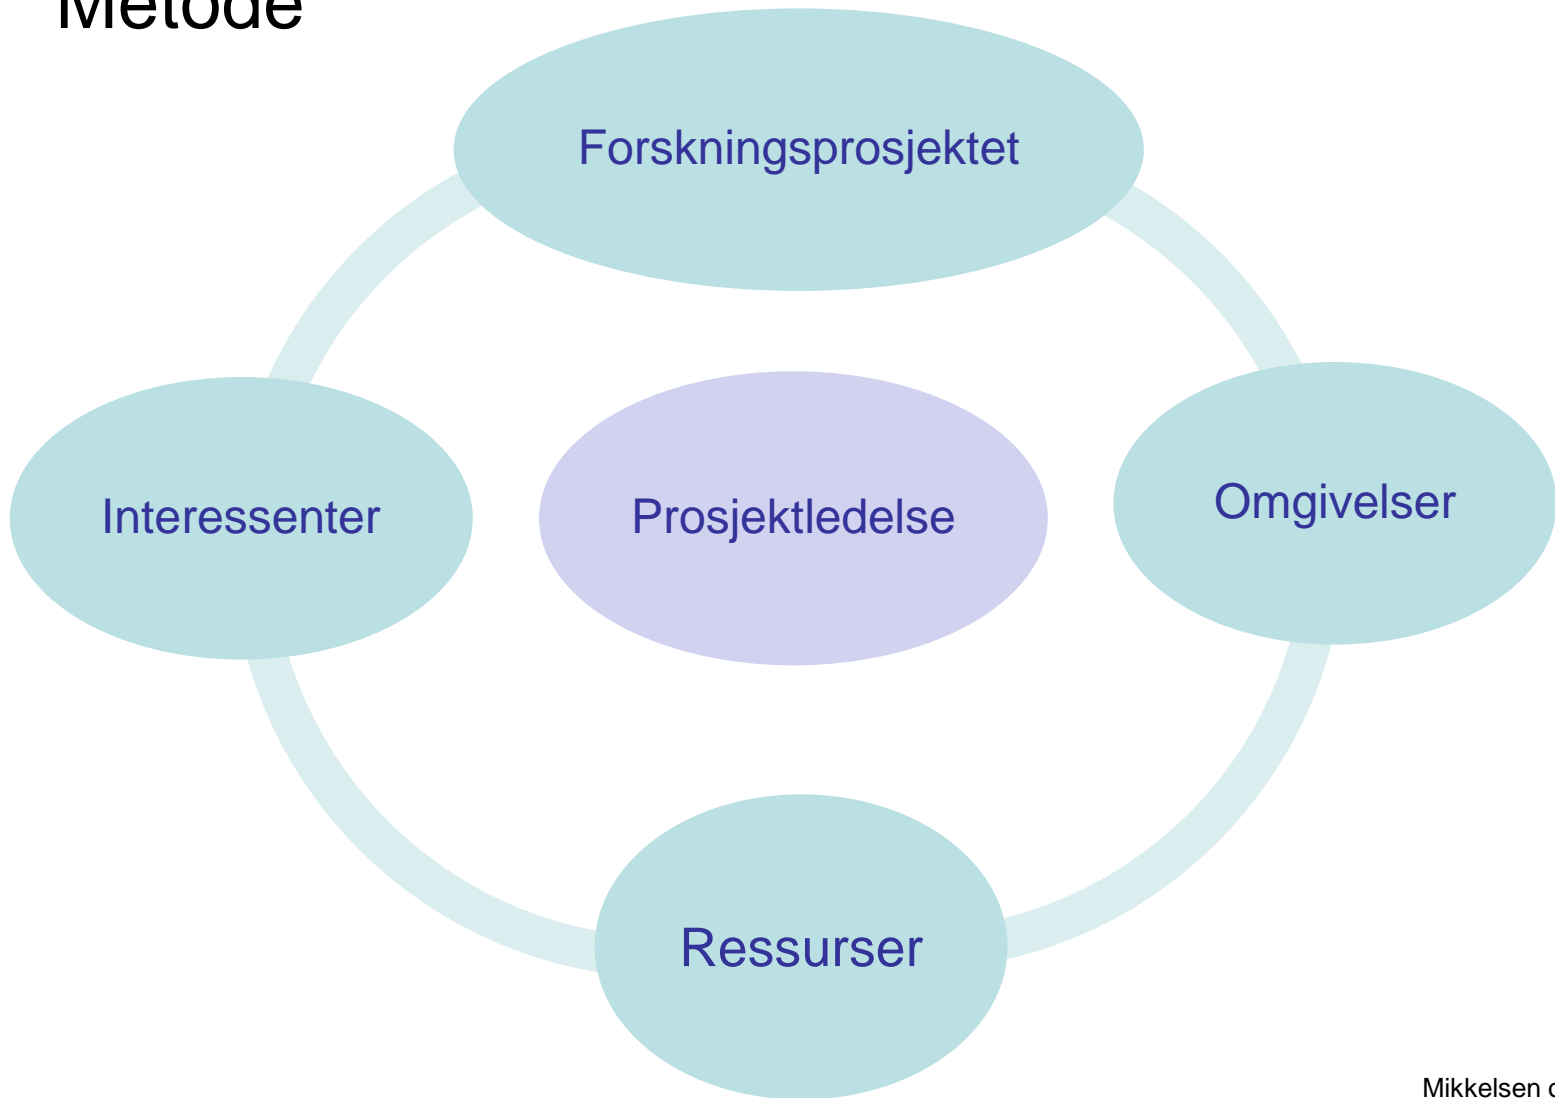 Metode
Forskningsprosjektet
Interessenter
Prosjektledelse
Omgivelser
Ressurser
Mikkelsen